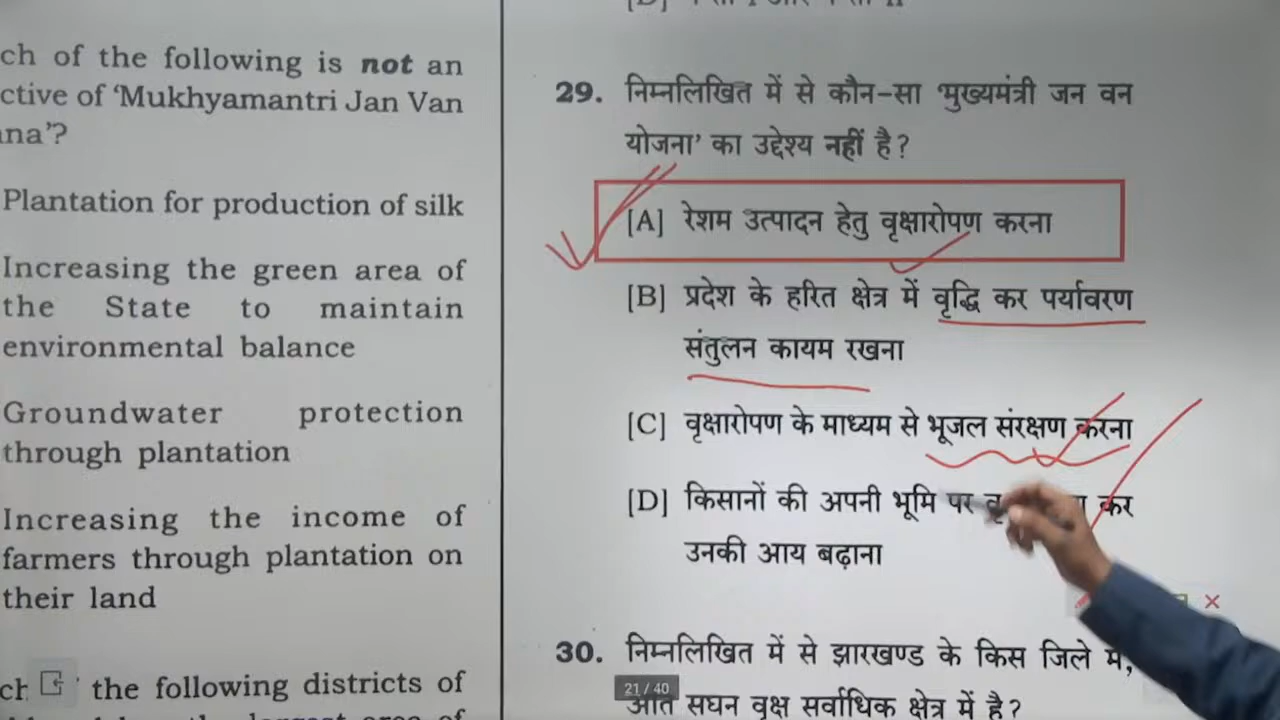 ch of the following is not an
ctive of 'Mukhyamantri Jan Van
na'?
Plantation for production of silk
Increasing the green area of
the State to maintain
environmental balance
Groundwater protection
through plantation
Increasing the income of
farmers through plantation on
their land
ch the following districts of
29. निम्नलिखित में से कौन-सा 'मुख्यमंत्री जन वन
योजना' का उद्देश्य नहीं है?
[A] रेशम उत्पादन हेतु वृक्षारोपण करना
[B] प्रदेश के हरित क्षेत्र में वृद्धि कर पर्यावरण
संतुलन कायम रखना
[C] वृक्षारोपण के माध्यम से भूजल संरक्षण करना
[D] किसानों की अपनी भूमि पर कर
उनकी आय बढ़ाना
30. निम्नलिखित में से झारखण्ड के किस जिले में,
सघन वृक्ष सर्वाधिक क्षेत्र में है?
21 / 40